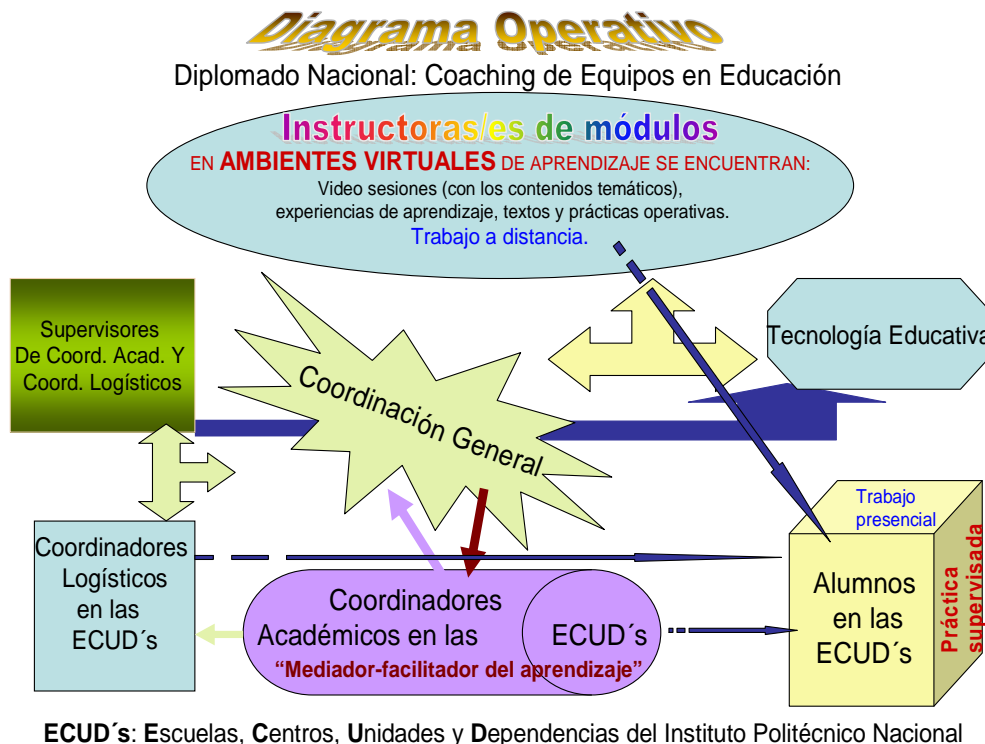 Diagrama Operativo
Diplomado Nacional: Coaching de Equipos en Educación
Instructoras/es de módulos
EN AMBIENTES VIRTUALES DE APRENDIZAJE SE ENCUENTRAN:
Video sesiones (con los contenidos temáticos),
experiencias de aprendizaje, textos y prácticas operativas.
Trabajo a distancia.
Supervisores
De Coord. Acad. Y
Coord. Logísticos
Coordinación General
Tecnología Educativa
Coordinadores
Logísticos
en las
ECUD´s
Coordinadores
Académicos en las ECUD´s
“Mediador-facilitador del aprendizaje”
Trabajo
presencial
Alumnos
en las
ECUD´s
Práctica
supervisada
ECUD´s: Escuelas, Centros, Unidades y Dependencias del Instituto Politécnico Nacional